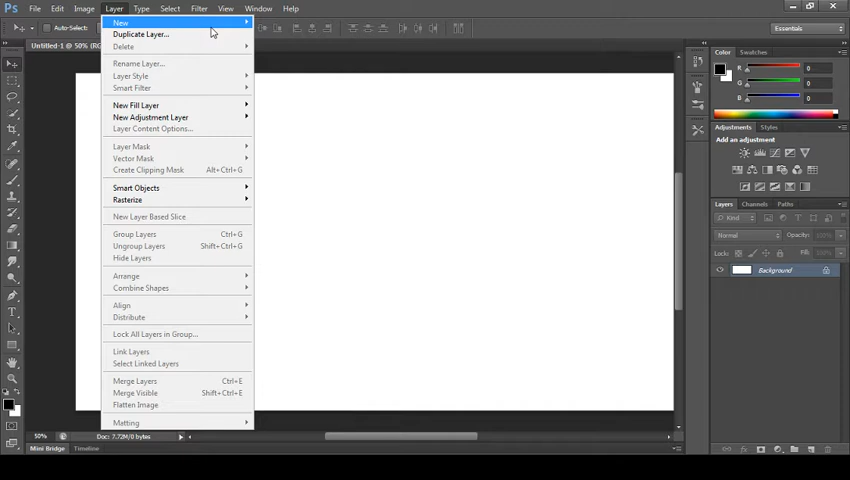 File Edit Image Layer Type Select Filter View Window Help
Auto-Select:
Essentials
Untitled-1 @ 50% (RG
New
Duplicate Layer...
Delete
Rename Layer...
Layer Style
Smart Filter
New Fill Layer
New Adjustment Layer
Layer Content Options...
Layer Mask
Vector Mask
Create Clipping Mask Alt+Ctrl+G
Smart Objects
Rasterize
New Layer Based Slice
Group Layers Ctrl+G
Ungroup Layers Shift+Ctrl+G
Hide Layers
Arrange
Combine Shapes
Align
Distribute
Lock All Layers in Group...
Link Layers
Select Linked Layers
Merge Layers Ctrl+E
Merge Visible Shift+Ctrl+E
Flatten Image
Matting
50% Doc: 7.72M/0 bytes
Mini Bridge Timeline
Color Swatches
R 0
G 0
B 0
Adjustments Styles
Add an adjustment
Layers Channels Paths
Kind
Normal Opacity: 100%
Lock: Fill: 100%
Background